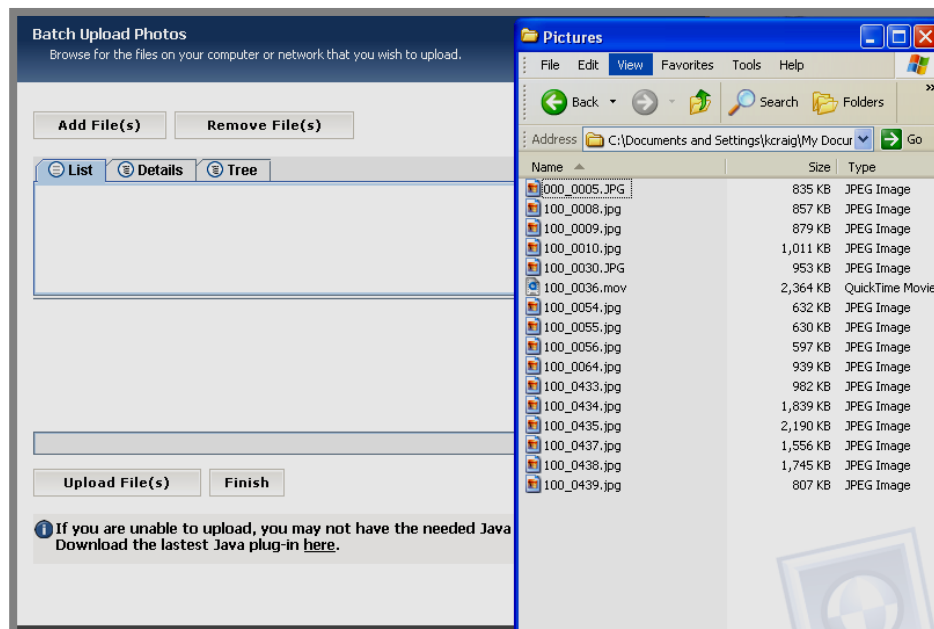 Batch Upload Photos
Browse for the files on your computer or network that you wish to upload.
Add File(s) Remove File(s)
List Details Tree
Upload File(s) Finish
If you are unable to upload, you may not have the needed Java
Download the lastest Java plug-in here.
Pictures
File Edit View Favorites Tools Help
Back Search Folders »
Address C:\Documents and Settings\kcraig\My Docur Go
Name Size Type
000_0005.JPG 835 KB JPEG Image
100_0008.jpg 857 KB JPEG Image
100_0009.jpg 879 KB JPEG Image
100_0010.jpg 1,011 KB JPEG Image
100_0030.JPG 953 KB JPEG Image
100_0036.mov 2,364 KB QuickTime Movie
100_0054.jpg 632 KB JPEG Image
100_0055.jpg 630 KB JPEG Image
100_0056.jpg 597 KB JPEG Image
100_0064.jpg 939 KB JPEG Image
100_0433.jpg 982 KB JPEG Image
100_0434.jpg 1,839 KB JPEG Image
100_0435.jpg 2,190 KB JPEG Image
100_0437.jpg 1,556 KB JPEG Image
100_0438.jpg 1,745 KB JPEG Image
100_0439.jpg 807 KB JPEG Image